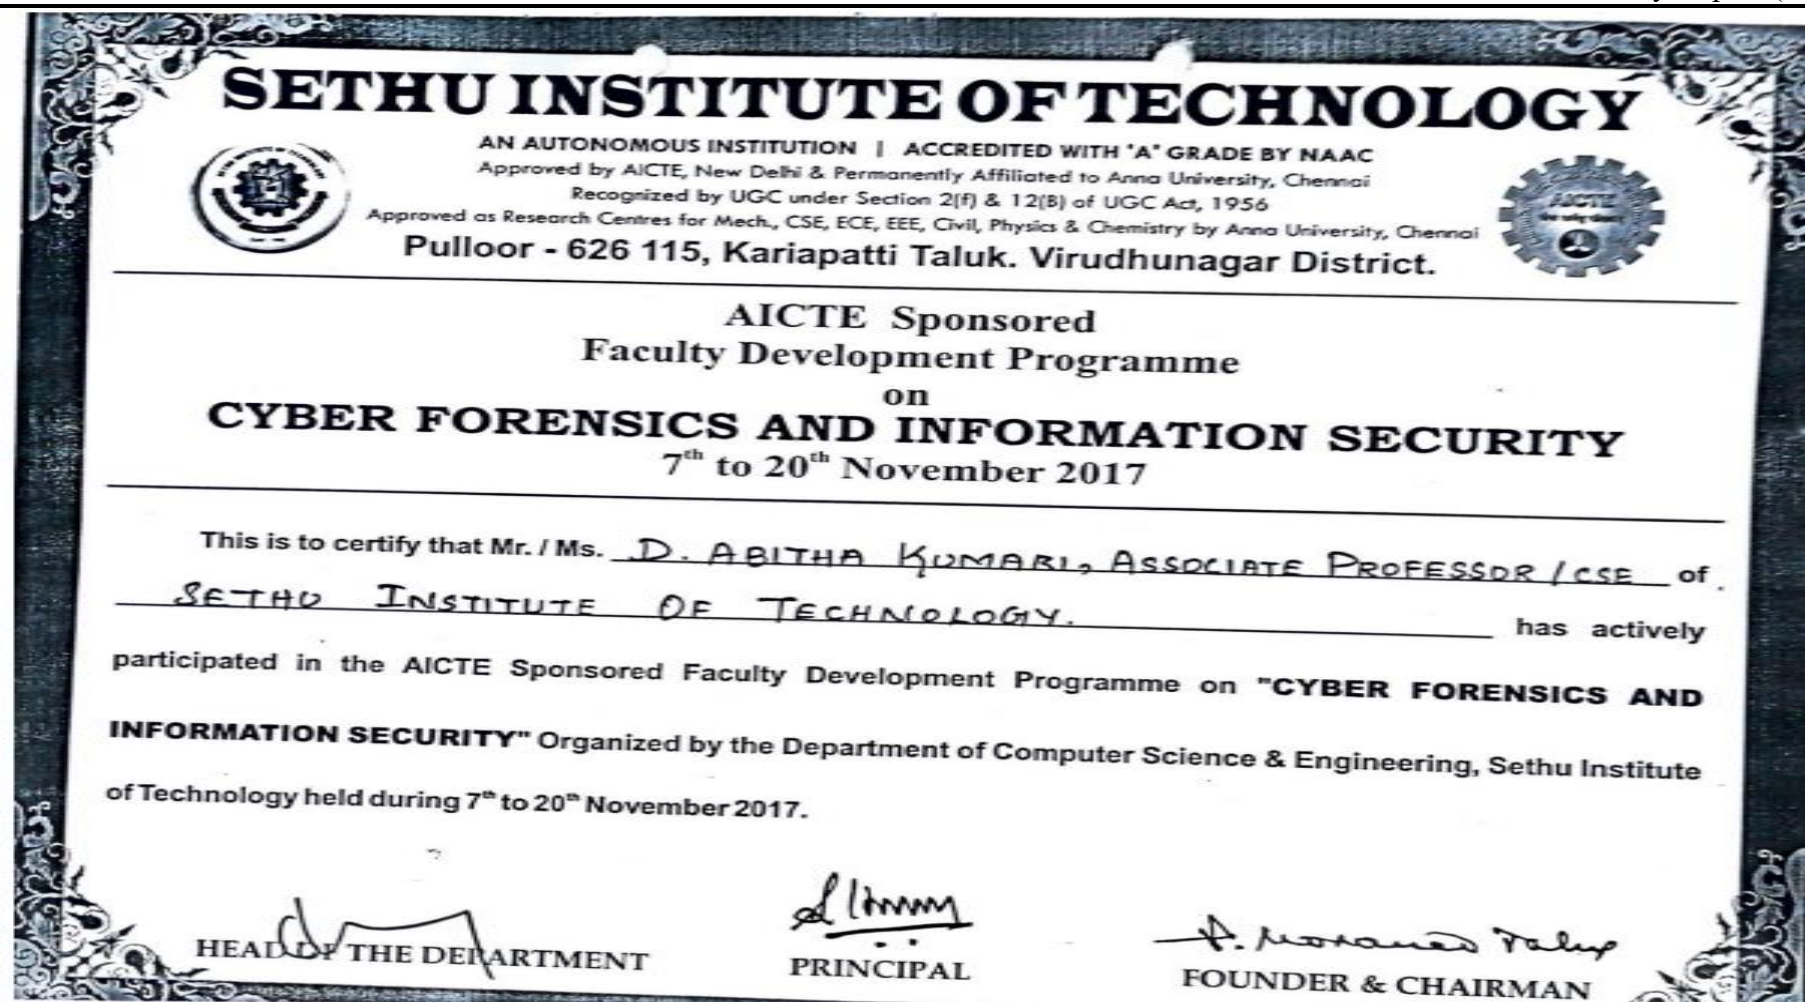 SETHU INSTITUTE OF TECHNOLOGY
AN AUTONOMOUS INSTITUTION | ACCREDITED WITH 'A' GRADE BY NAAC
Approved by AICTE, New Delhi & Permanently Affiliated to Anna University, Chennai
Recognized by UGC under Section 2(f) & 12(B) of UGC Act, 1956
Approved as Research Centres for Mech., CSE, ECE, EEE, Civil, Physics & Chemistry by Anna University, Chennai
Pulloor - 626 115, Kariapatti Taluk. Virudhunagar District.
AICTE
AICTE Sponsored
Faculty Development Programme
on
CYBER FORENSICS AND INFORMATION SECURITY
7th to 20th November 2017
This is to certify that Mr. / Ms. D. ABITHA KUMARI, ASSOCIATE PROFESSOR / CSE of
SETHU INSTITUTE OF TECHNOLOGY. has actively
participated in the AICTE Sponsored Faculty Development Programme on "CYBER FORENSICS AND
INFORMATION SECURITY" Organized by the Department of Computer Science & Engineering, Sethu Institute
of Technology held during 7th to 20th November 2017.
HEAD OF THE DEPARTMENT
PRINCIPAL
FOUNDER & CHAIRMAN